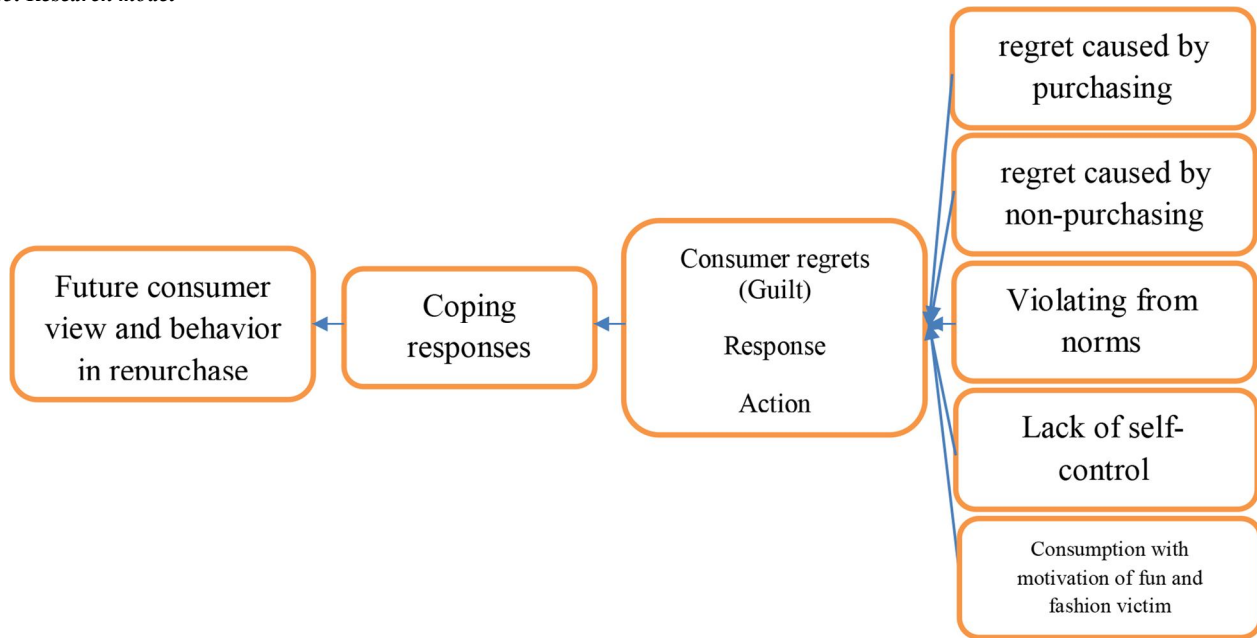 regret caused by
purchasing
regret caused by
non-purchasing
Violating from
norms
Lack of self-
control
Consumption with
motivation of fun and
fashion victim
Consumer regrets
(Guilt)
Response
Action
Coping
responses
Future consumer
view and behavior
in repurchase